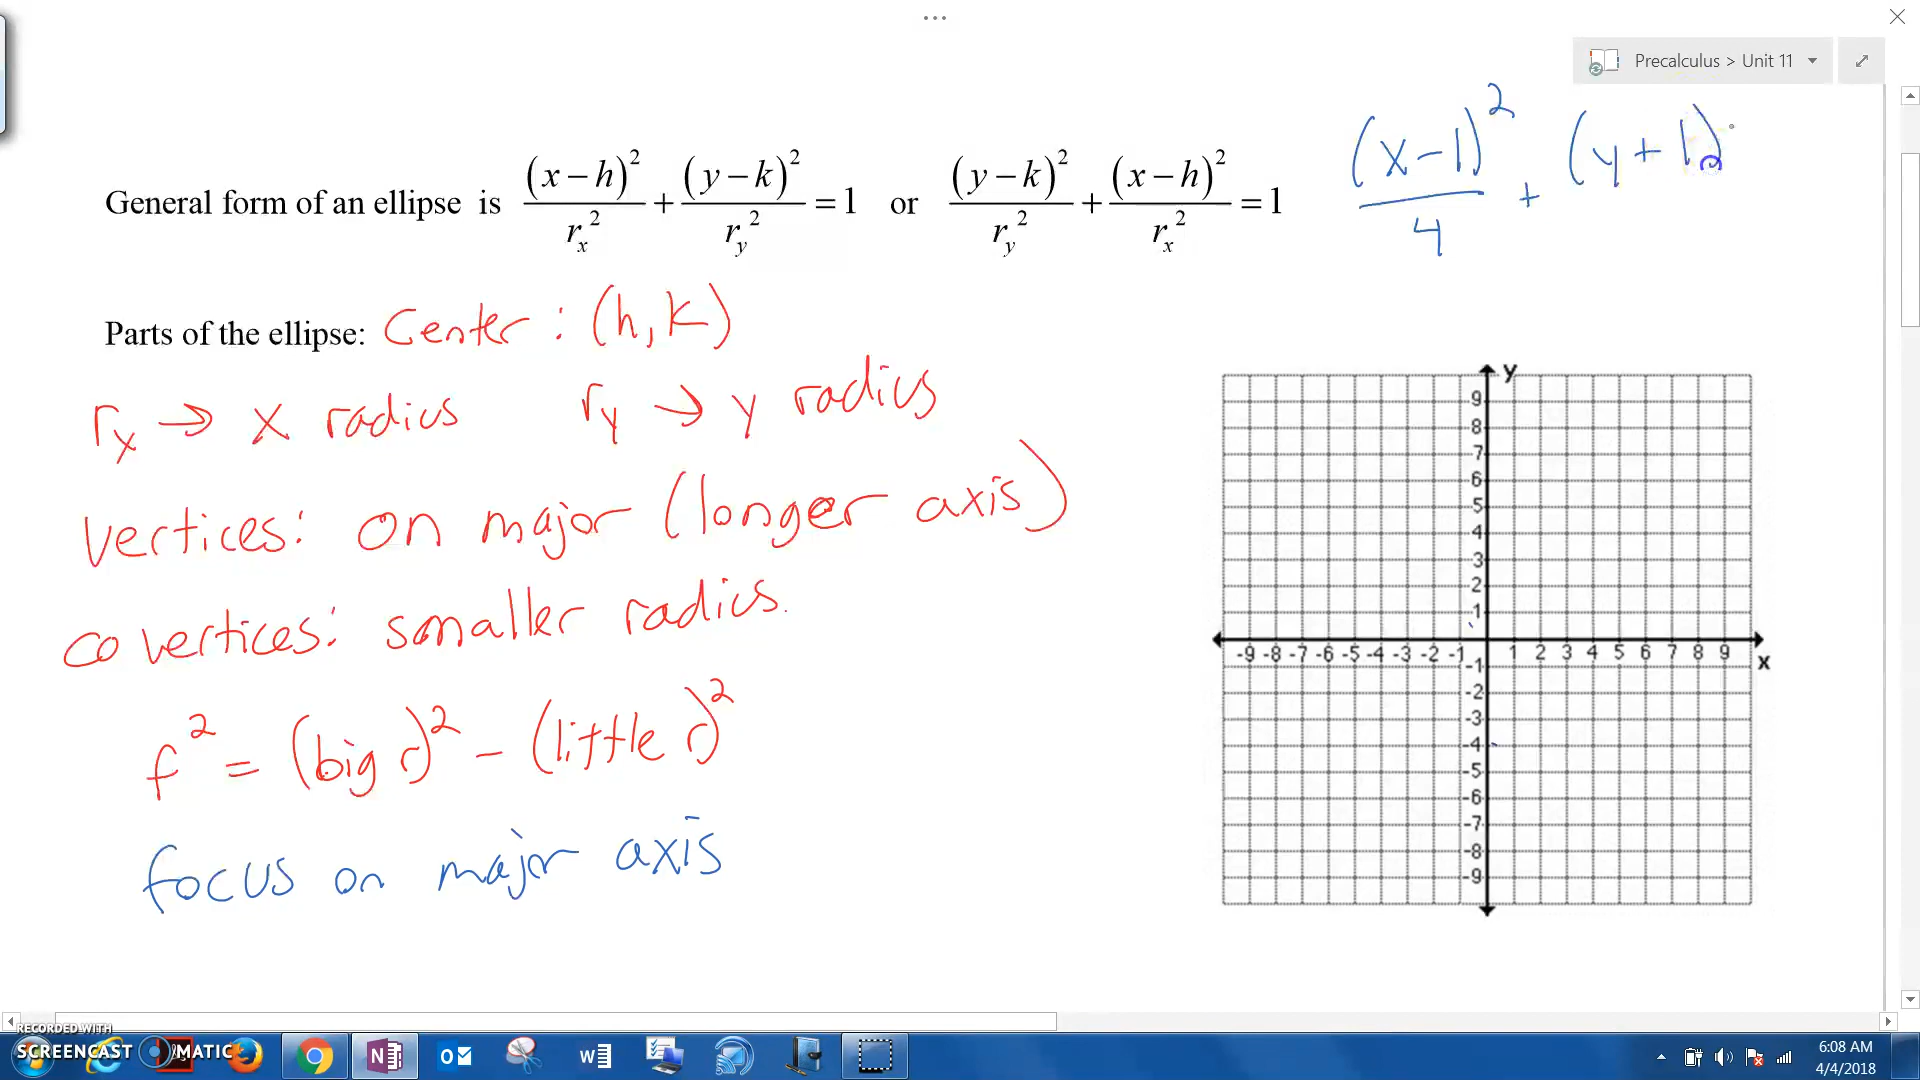 Precalculus > Unit 11
(x-1)²/4 + (y+1)
General form of an ellipse is (x-h)²/rₓ² + (y-k)²/r_y² = 1 or (y-k)²/r_y² + (x-h)²/rₓ² = 1
Parts of the ellipse: Center : (h, k)
rₓ → x radius r_y → y radius
vertices: on major (longer axis)
co vertices: smaller radius.
f² = (big r)² - (little r)²
focus on major axis
y
9
8
7
6
5
4
3
2
1
-9 -8 -7 -6 -5 -4 -3 -2 -1 1 2 3 4 5 6 7 8 9
x
-1
-2
-3
-4
-5
-6
-7
-8
-9
RECORDED WITH
SCREENCAST MATIC
6:08 AM
4/4/2018